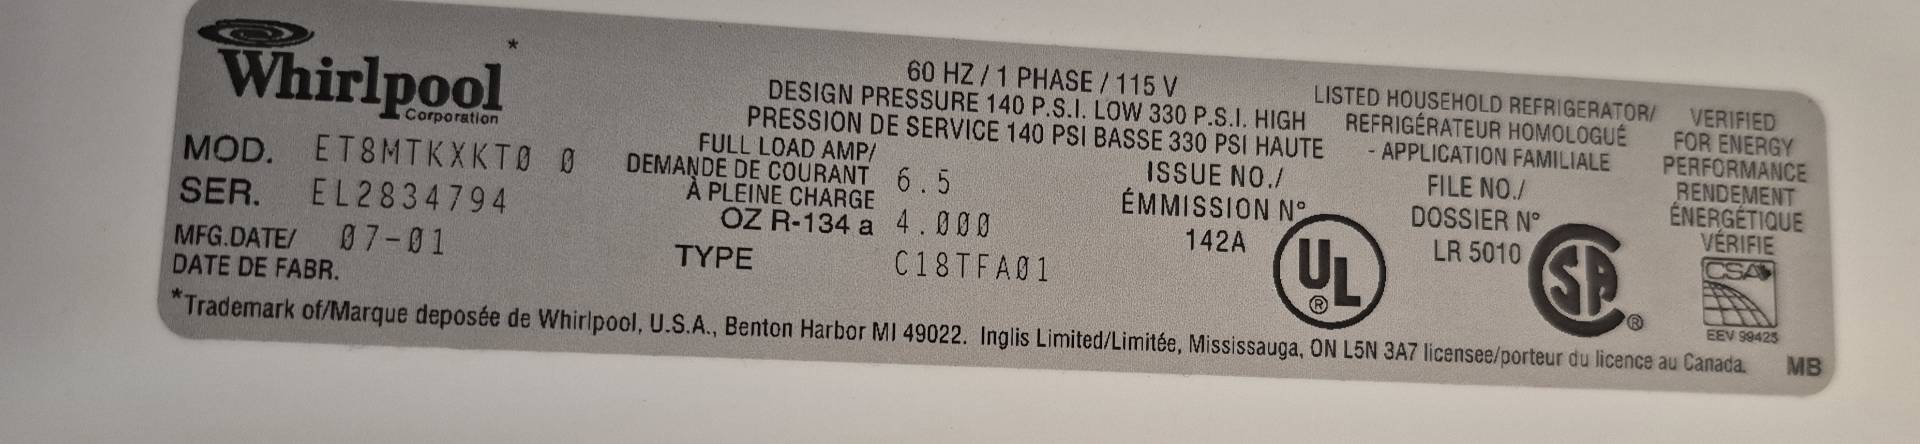 Whirlpool*
Corporation
MOD. ET8MTKXKT0 0
SER. EL2834794
MFG.DATE/ 07-01
DATE DE FABR.
60 HZ / 1 PHASE / 115 V
DESIGN PRESSURE 140 P.S.I. LOW 330 P.S.I. HIGH
PRESSION DE SERVICE 140 PSI BASSE 330 PSI HAUTE
FULL LOAD AMP/
DEMANDE DE COURANT 6.5
À PLEINE CHARGE
OZ R-134 a 4.000
TYPE C18TFA01
ISSUE NO./
ÉMMISSION N°
142A
UL®
LISTED HOUSEHOLD REFRIGERATOR/
REFRIGÉRATEUR HOMOLOGUÉ
- APPLICATION FAMILIALE
FILE NO./
DOSSIER N°
LR 5010
SA®
VERIFIED
FOR ENERGY
PERFORMANCE
RENDEMENT
ÉNERGÉTIQUE
VÉRIFIE
CSA
EEV 99425
*Trademark of/Marque deposée de Whirlpool, U.S.A., Benton Harbor MI 49022. Inglis Limited/Limitée, Mississauga, ON L5N 3A7 licensee/porteur du licence au Canada. MB